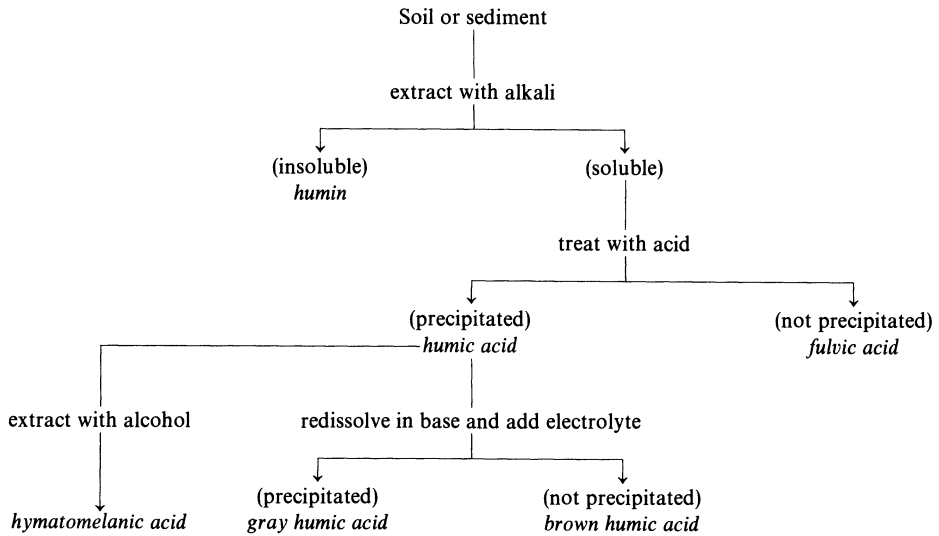 Soil or sediment
extract with alkali
(insoluble)
humin
(soluble)
treat with acid
(precipitated)
humic acid
(not precipitated)
fulvic acid
extract with alcohol
redissolve in base and add electrolyte
hymatomelanic acid
(precipitated)
gray humic acid
(not precipitated)
brown humic acid